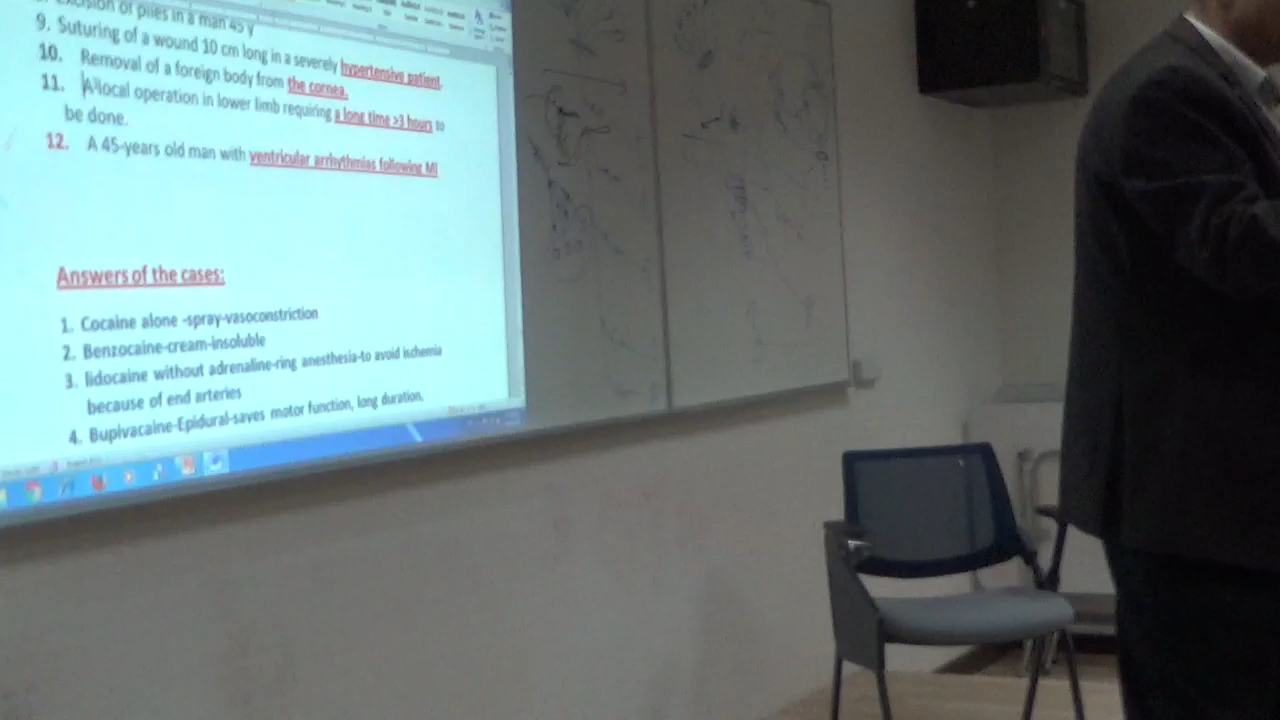 Excision of piles in a man 45 y
9. Suturing of a wound 10 cm long in a severely hypertensive patient.
10. Removal of a foreign body from the cornea.
11. A local operation in lower limb requiring a long time >3 hours to
be done.
12. A 45-years old man with ventricular arrhythmias following MI
Answers of the cases:
1. Cocaine alone -spray-vasoconstriction
2. Benzocaine-cream-insoluble
3. lidocaine without adrenaline-ring anesthesia-to avoid ischemia
because of end arteries
4. Bupivacaine-Epidural-saves motor function, long duration,